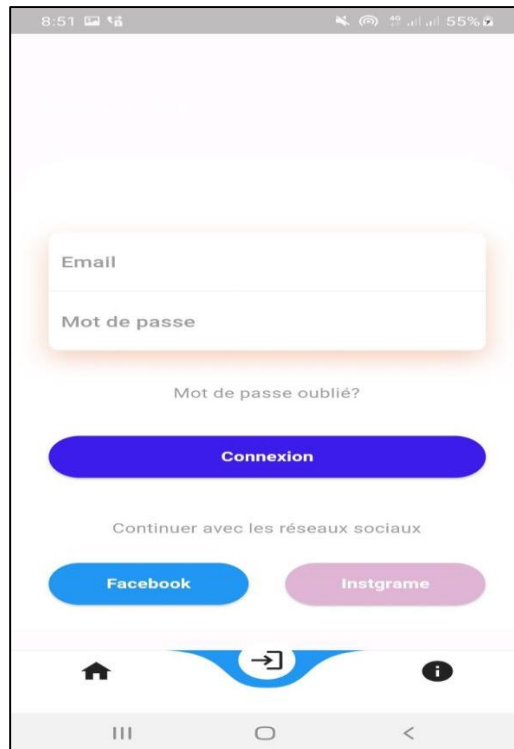 8:51 4G 55%
Email
Mot de passe
Mot de passe oublié?
Connexion
Continuer avec les réseaux sociaux
Facebook Instgrame